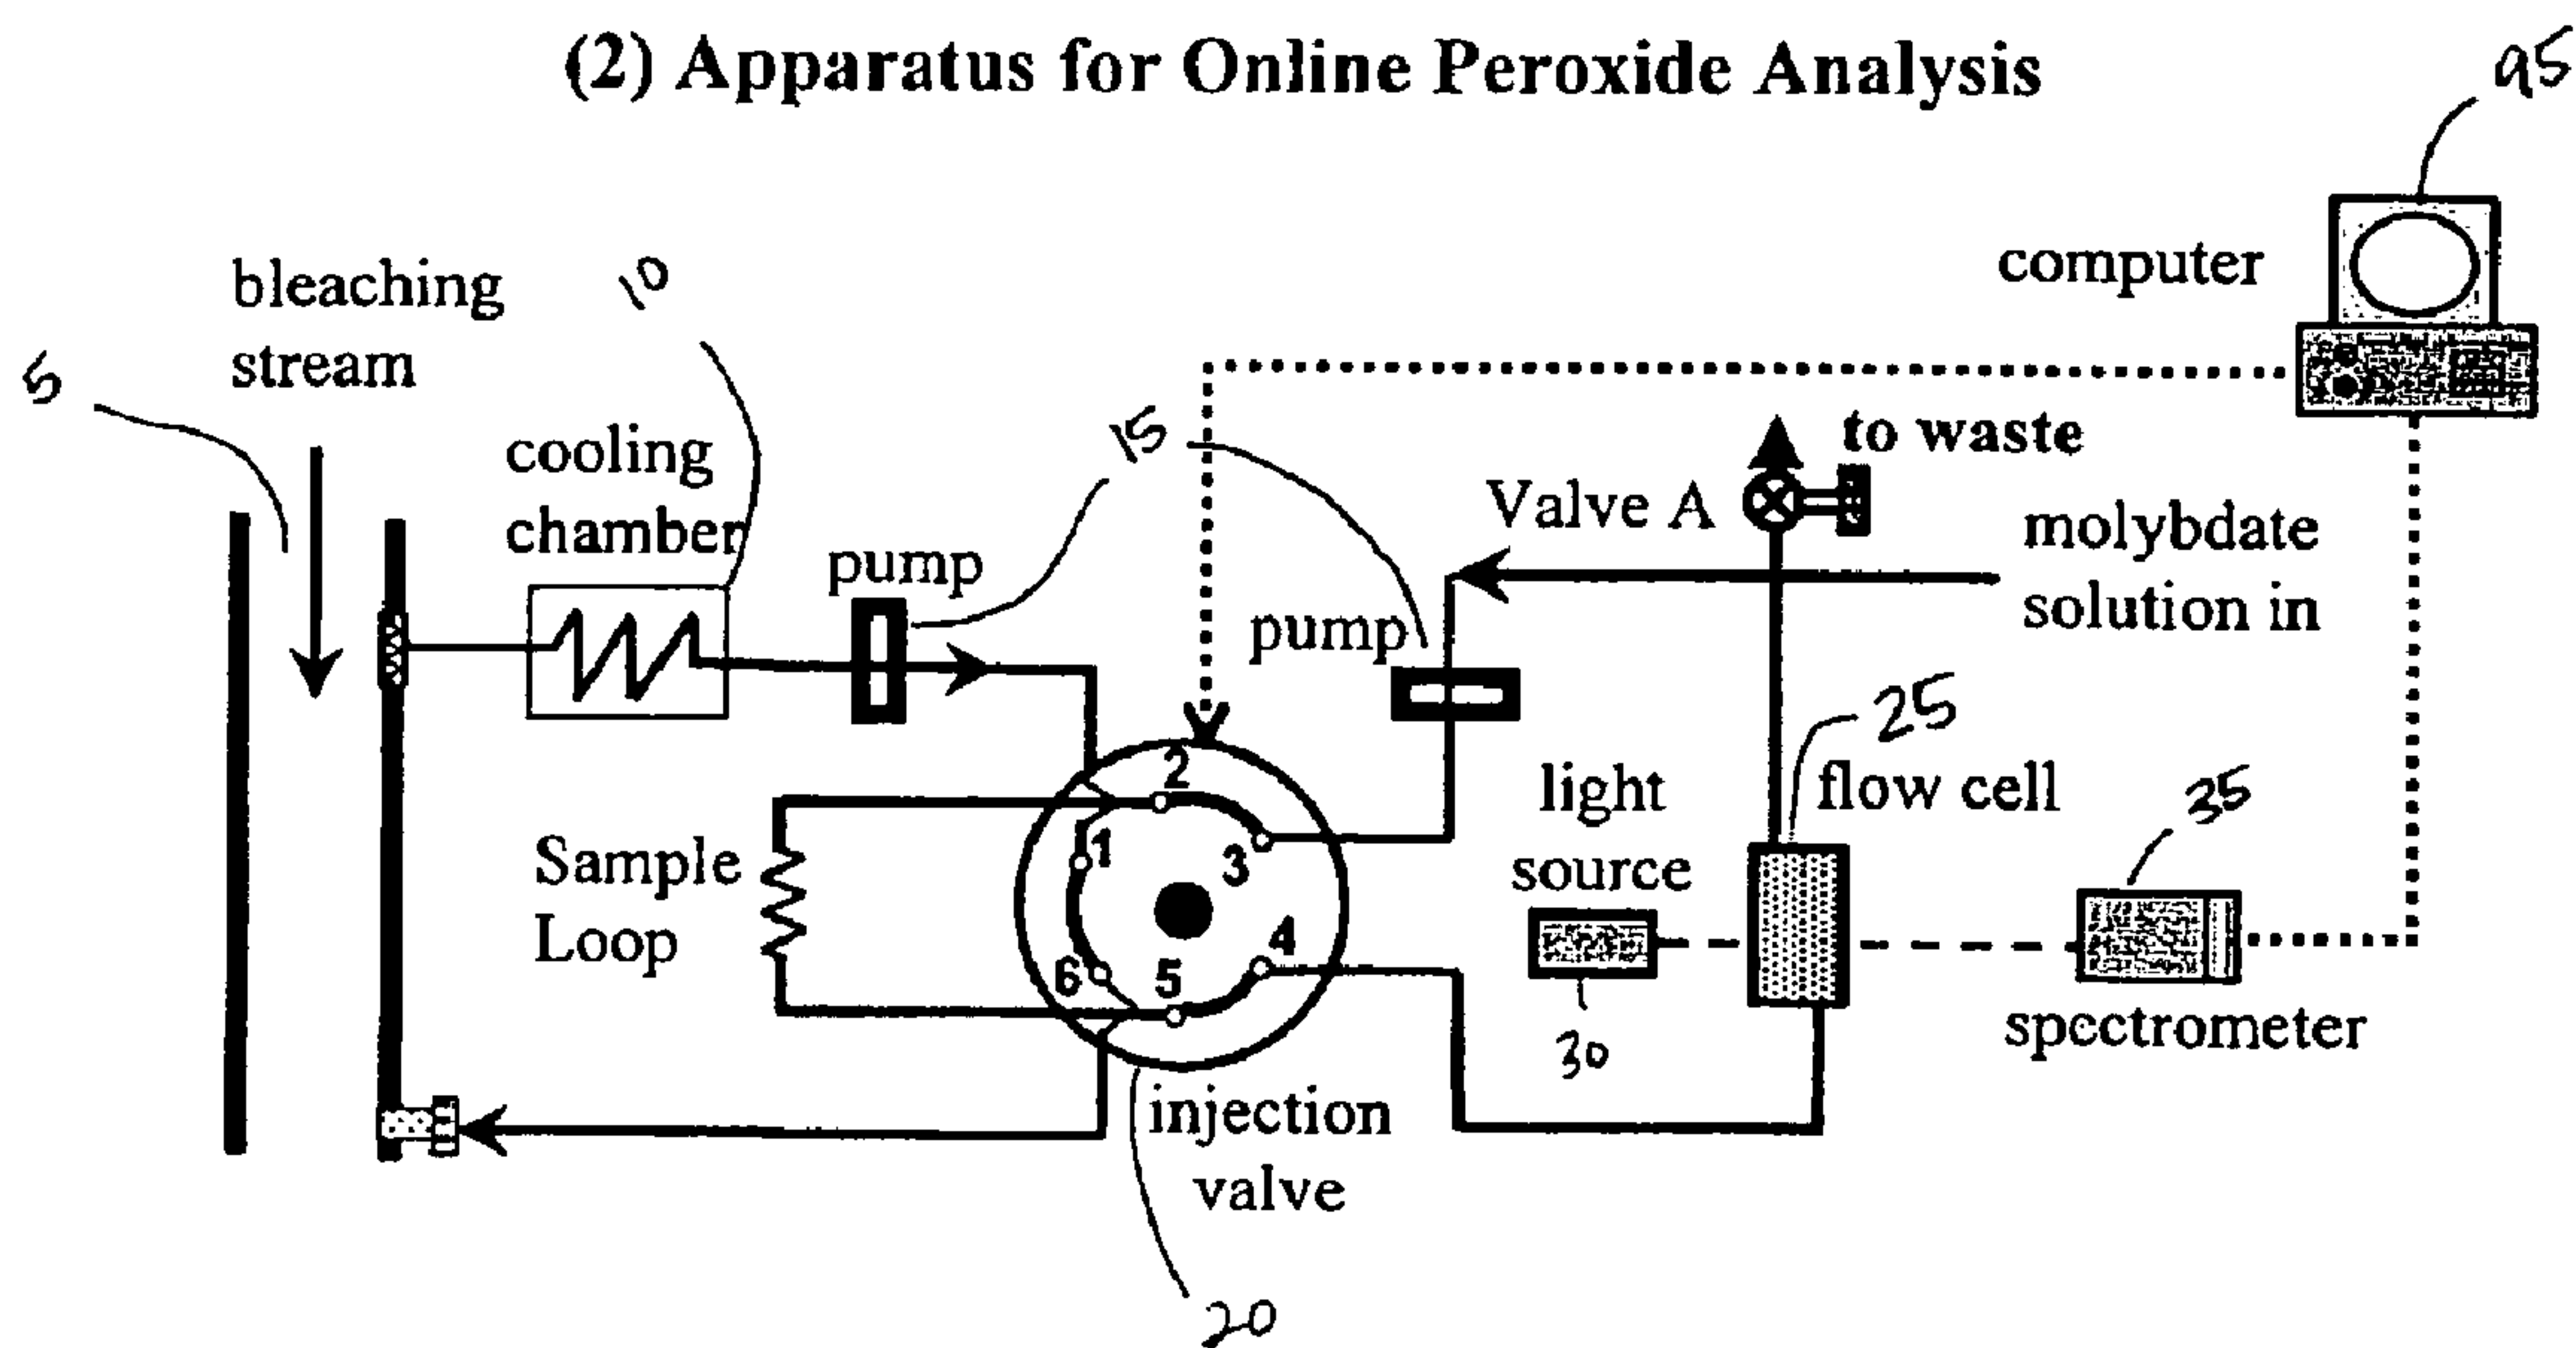 (2) Apparatus for Online Peroxide Analysis
95
computer
bleaching
stream
5
10
cooling
chamber
pump
15
pump
Valve A
to waste
molybdate
solution in
Sample
Loop
1
2
3
4
5
6
injection
valve
20
light
source
30
25
flow cell
35
spectrometer